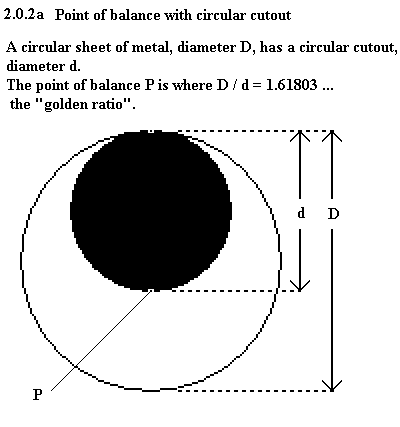 2.0.2a Point of balance with circular cutout
A circular sheet of metal, diameter D, has a circular cutout,
diameter d.
The point of balance P is where D / d = 1.61803 ...
the "golden ratio".
d D
P